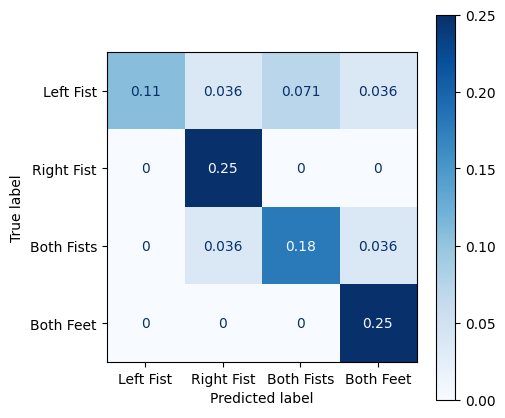 0.25
Left Fist 0.11 0.036 0.071 0.036
0.20
Right Fist 0 0.25 0 0
0.15
True label
Both Fists 0 0.036 0.18 0.036
0.10
Both Feet 0 0 0 0.25
0.05
Left Fist Right Fist Both Fists Both Feet
0.00
Predicted label